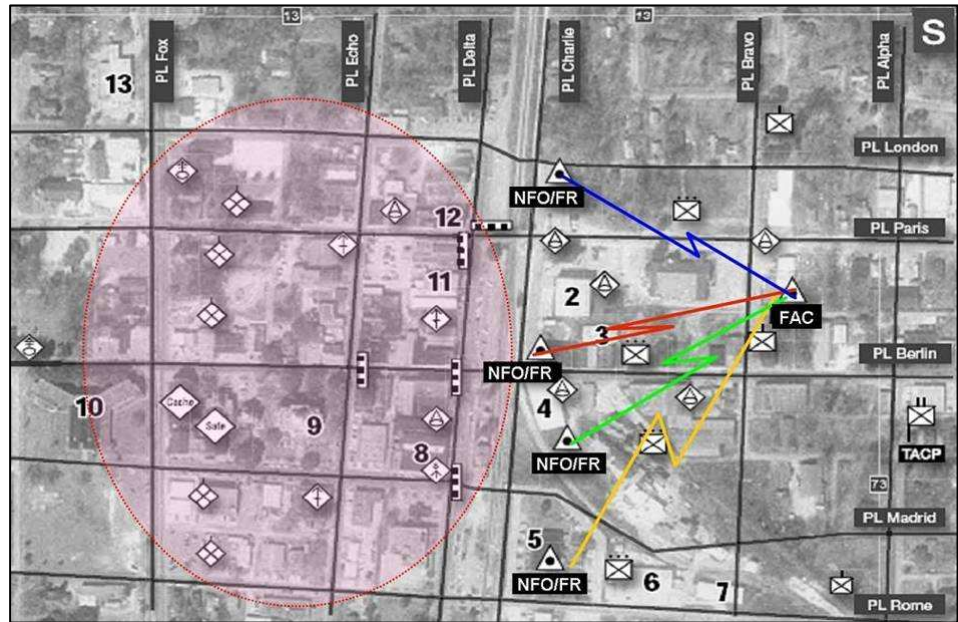 13
13
S
PL Fox
PL Echo
PL Delta
PL Charlie
PL Bravo
PL Alpha
13
PL London
NFO/FR
12
PL Paris
11
2
FAC
3
NFO/FR
PL Berlin
10
Cache
Safe
9
4
8
NFO/FR
TACP
73
PL Madrid
5
NFO/FR
6
7
PL Rome